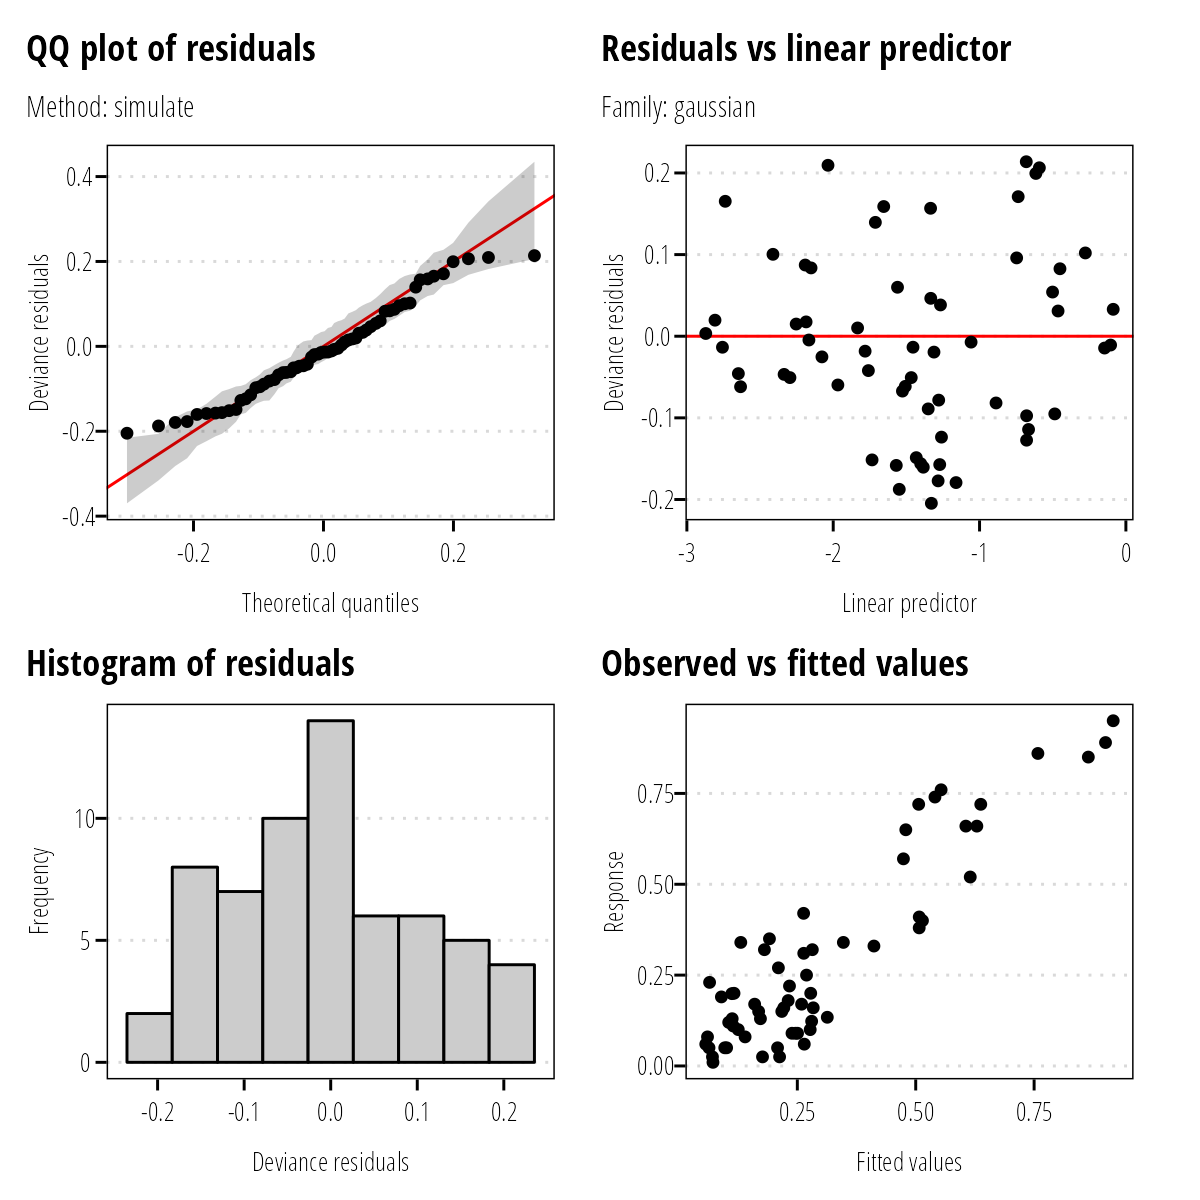 QQ plot of residuals
Method: simulate
Deviance residuals
0.4
0.2
0.0
-0.2
-0.4
-0.2
0.0
0.2
Theoretical quantiles
Residuals vs linear predictor
Family: gaussian
Deviance residuals
0.2
0.1
0.0
-0.1
-0.2
-3
-2
-1
0
Linear predictor
Histogram of residuals
Frequency
10
5
0
-0.2
-0.1
0.0
0.1
0.2
Deviance residuals
Observed vs fitted values
Response
0.75
0.50
0.25
0.00
0.25
0.50
0.75
Fitted values